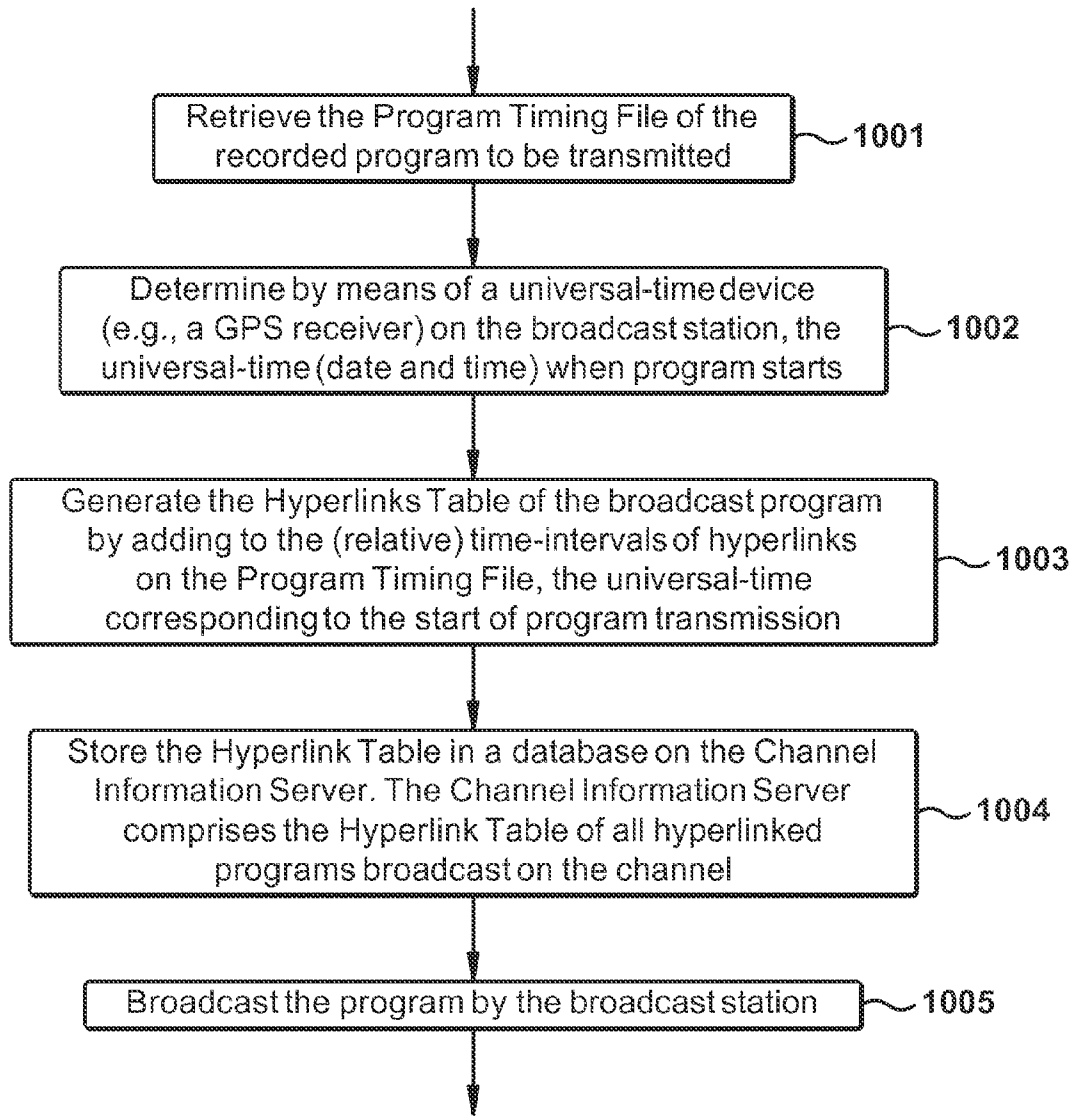 Retrieve the Program Timing File of the
recorded program to be transmitted
1001
Determine by means of a universal-time device
(e.g., a GPS receiver) on the broadcast station, the
universal-time (date and time) when program starts
1002
Generate the Hyperlinks Table of the broadcast program
by adding to the (relative) time-intervals of hyperlinks
on the Program Timing File, the universal-time
corresponding to the start of program transmission
1003
Store the Hyperlink Table in a database on the Channel
Information Server. The Channel Information Server
comprises the Hyperlink Table of all hyperlinked
programs broadcast on the channel
1004
Broadcast the program by the broadcast station
1005